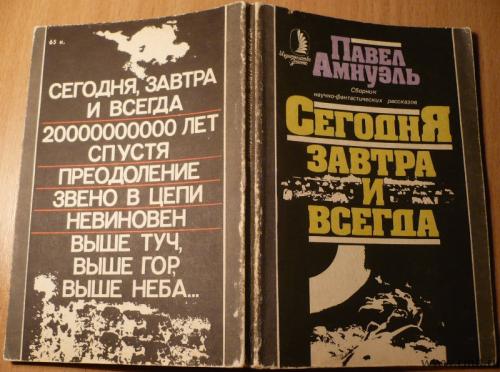 65 к.
СЕГОДНЯ, ЗАВТРА
И ВСЕГДА
20000000000 ЛЕТ
СПУСТЯ
ПРЕОДОЛЕНИЕ
ЗВЕНО В ЦЕПИ
НЕВИНОВЕН
ВЫШЕ ТУЧ,
ВЫШЕ ГОР,
ВЫШЕ НЕБА...
ПАВЕЛ
АМНУЭЛЬ
Сборник
научно-фантастических рассказов
СЕГОДНЯ
ЗАВТРА
И
ВСЕГДА